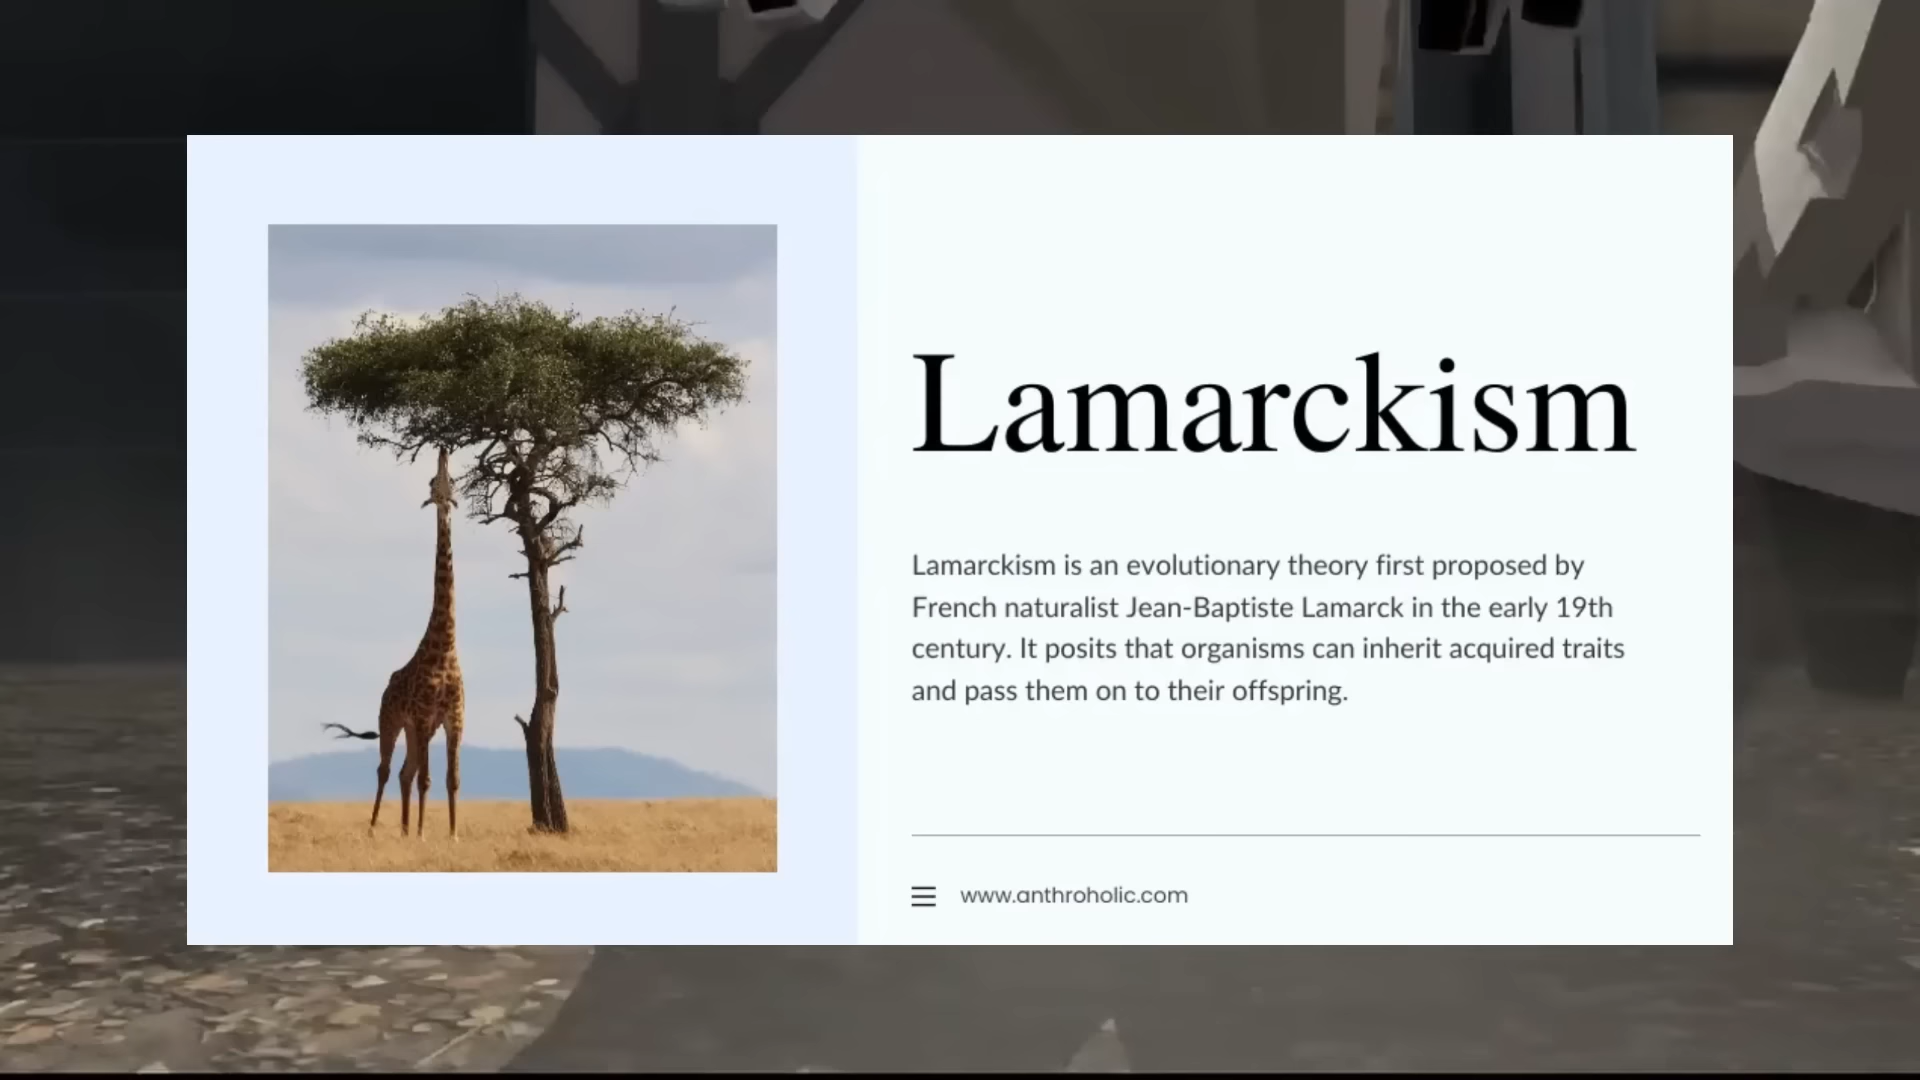 Lamarckism
Lamarckism is an evolutionary theory first proposed by
French naturalist Jean-Baptiste Lamarck in the early 19th
century. It posits that organisms can inherit acquired traits
and pass them on to their offspring.
www.anthroholic.com